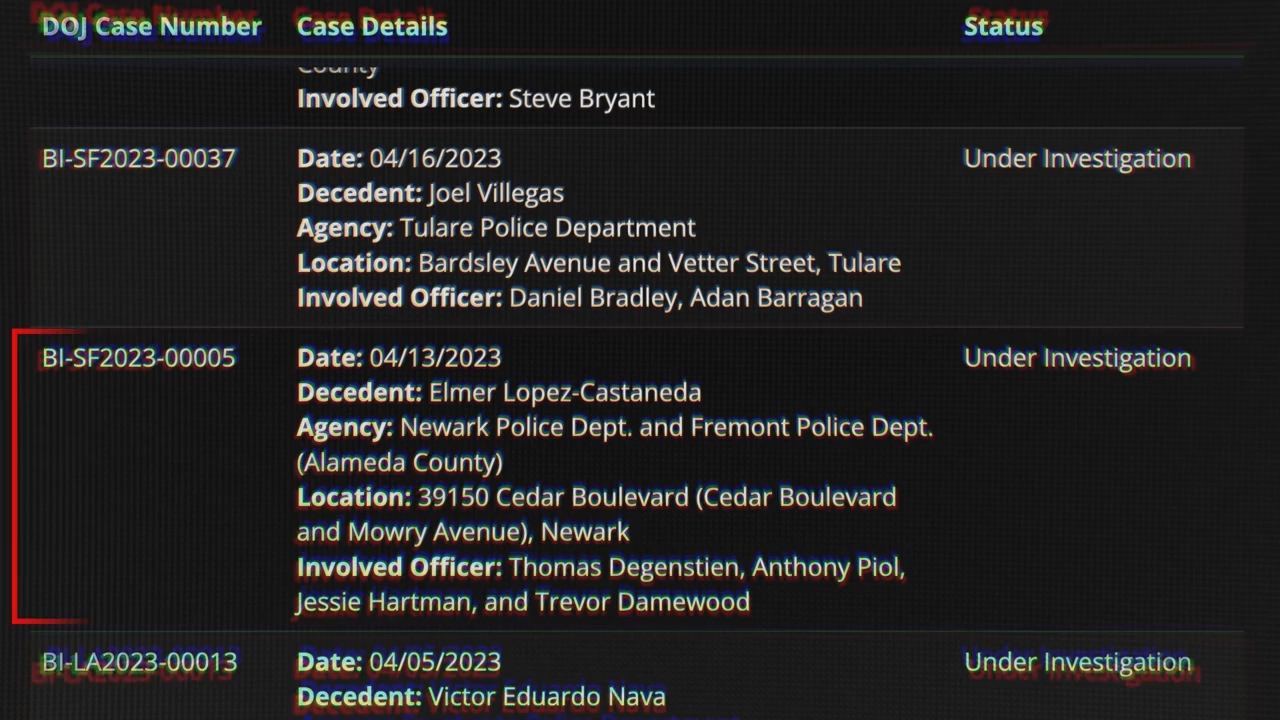 DOJ Case Number Case Details Status
County
Involved Officer: Steve Bryant
BI-SF2023-00037 Date: 04/16/2023 Under Investigation
Decedent: Joel Villegas
Agency: Tulare Police Department
Location: Bardsley Avenue and Vetter Street, Tulare
Involved Officer: Daniel Bradley, Adan Barragan
BI-SF2023-00005 Date: 04/13/2023 Under Investigation
Decedent: Elmer Lopez-Castaneda
Agency: Newark Police Dept. and Fremont Police Dept.
(Alameda County)
Location: 39150 Cedar Boulevard (Cedar Boulevard
and Mowry Avenue), Newark
Involved Officer: Thomas Degenstien, Anthony Piol,
Jessie Hartman, and Trevor Damewood
BI-LA2023-00013 Date: 04/05/2023 Under Investigation
Decedent: Victor Eduardo Nava